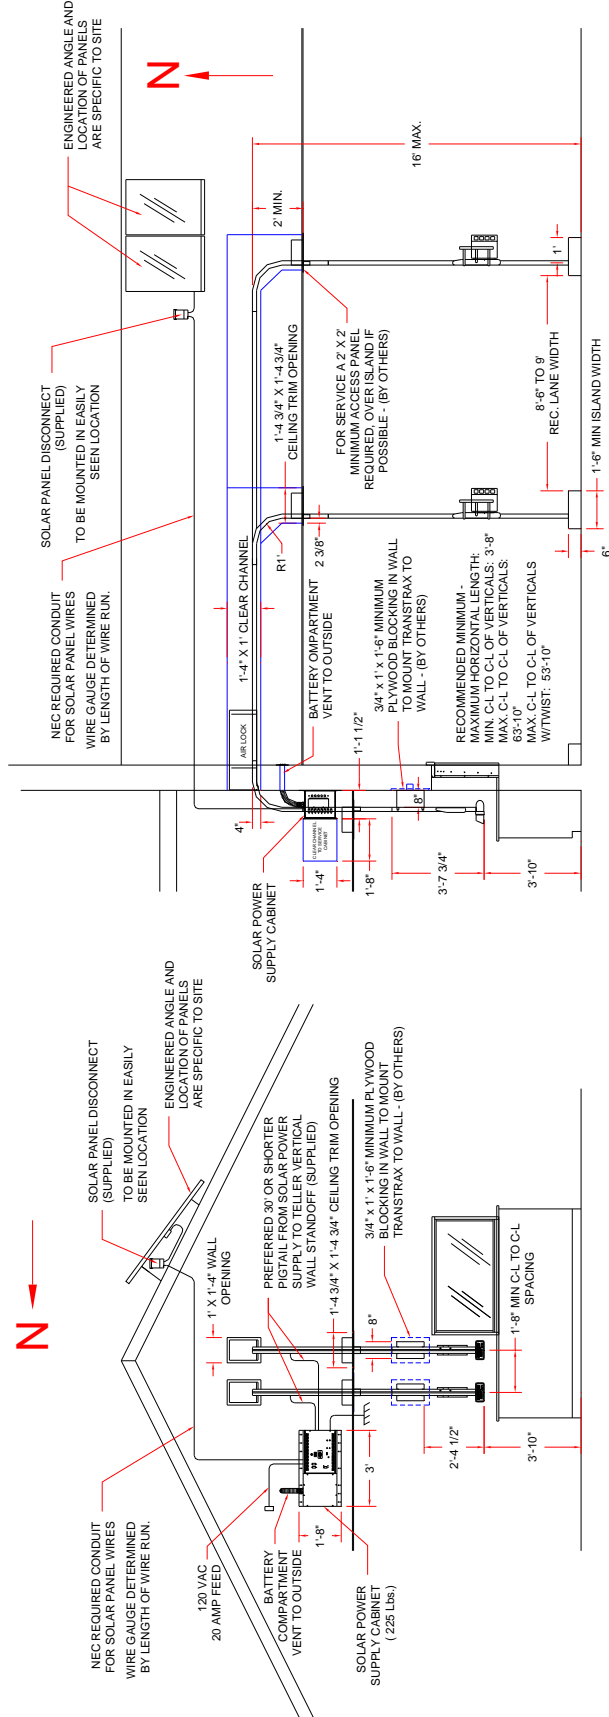 N
NEC REQUIRED CONDUIT
FOR SOLAR PANEL WIRES
WIRE GAUGE DETERMINED
BY LENGTH OF WIRE RUN.
120 VAC
20 AMP FEED
BATTERY
COMPARTMENT
VENT TO OUTSIDE
1'-8"
3'
SOLAR POWER
SUPPLY CABINET
( 225 Lbs.)
SOLAR PANEL DISCONNECT
(SUPPLIED)
TO BE MOUNTED IN EASILY
SEEN LOCATION
ENGINEERED ANGLE AND
LOCATION OF PANELS
ARE SPECIFIC TO SITE
1' X 1'-4" WALL
OPENING
PREFERRED 30' OR SHORTER
PIGTAIL FROM SOLAR POWER
SUPPLY TO TELLER VERTICAL
WALL STANDOFF (SUPPLIED)
1'-4 3/4" X 1'-4 3/4" CEILING TRIM OPENING
8"
3/4" x 1' x 1'-6" MINIMUM PLYWOOD
BLOCKING IN WALL TO MOUNT
TRANSTRAX TO WALL - (BY OTHERS)
2'-4 1/2"
3'-10"
1'-8" MIN C-L TO C-L
SPACING
N
NEC REQUIRED CONDUIT
FOR SOLAR PANEL WIRES
WIRE GAUGE DETERMINED
BY LENGTH OF WIRE RUN.
SOLAR PANEL DISCONNECT
(SUPPLIED)
TO BE MOUNTED IN EASILY
SEEN LOCATION
ENGINEERED ANGLE AND
LOCATION OF PANELS
ARE SPECIFIC TO SITE
SOLAR POWER
SUPPLY CABINET
4"
AIR LOCK
1'-4" X 1' CLEAR CHANNEL
CLEAR CHANNEL
TO SERVICE
CABINET
1'-4"
1'-8"
BATTERY OMPARTMENT
VENT TO OUTSIDE
1'-1 1/2"
R1'
2 3/8"
1'-4 3/4" X 1'-4 3/4"
CEILING TRIM OPENING
2' MIN.
16' MAX.
FOR SERVICE A 2' X 2'
MINIMUM ACCESS PANEL
REQUIRED, OVER ISLAND IF
POSSIBLE - (BY OTHERS)
3/4" x 1' x 1'-6" MINIMUM
PLYWOOD BLOCKING IN WALL
TO MOUNT TRANSTRAX TO
WALL - (BY OTHERS)
8"
3'-7 3/4"
3'-10"
RECOMMENDED MINIMUM -
MAXIMUM HORIZONTAL LENGTH:
MIN. C-L TO C-L OF VERTICALS: 3'-8"
MAX. C-L TO C-L OF VERTICALS:
63'-10"
MAX. C-L TO C-L OF VERTICALS
W/TWIST: 53'-10"
8'-6" TO 9'
REC. LANE WIDTH
1'
1'-6" MIN ISLAND WIDTH
6"